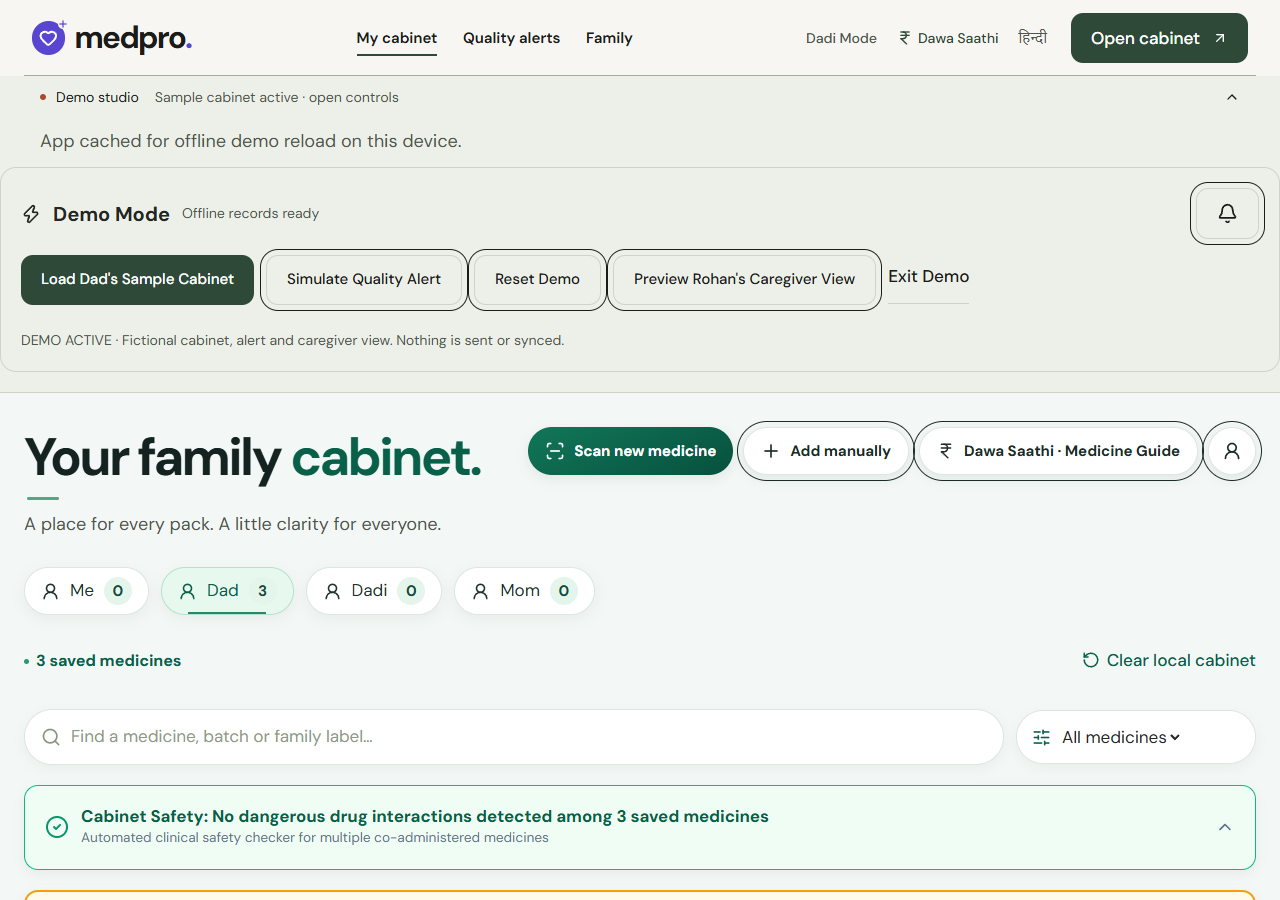 medpro.
My cabinet Quality alerts Family
Dadi Mode ₹ Dawa Saathi हिन्दी Open cabinet
Demo studio Sample cabinet active · open controls
App cached for offline demo reload on this device.
Demo Mode Offline records ready
Load Dad's Sample Cabinet Simulate Quality Alert Reset Demo Preview Rohan's Caregiver View Exit Demo
DEMO ACTIVE · Fictional cabinet, alert and caregiver view. Nothing is sent or synced.
Your family cabinet.
Scan new medicine Add manually ₹ Dawa Saathi · Medicine Guide
A place for every pack. A little clarity for everyone.
Me 0 Dad 3 Dadi 0 Mom 0
3 saved medicines Clear local cabinet
Find a medicine, batch or family label... All medicines
Cabinet Safety: No dangerous drug interactions detected among 3 saved medicines
Automated clinical safety checker for multiple co-administered medicines